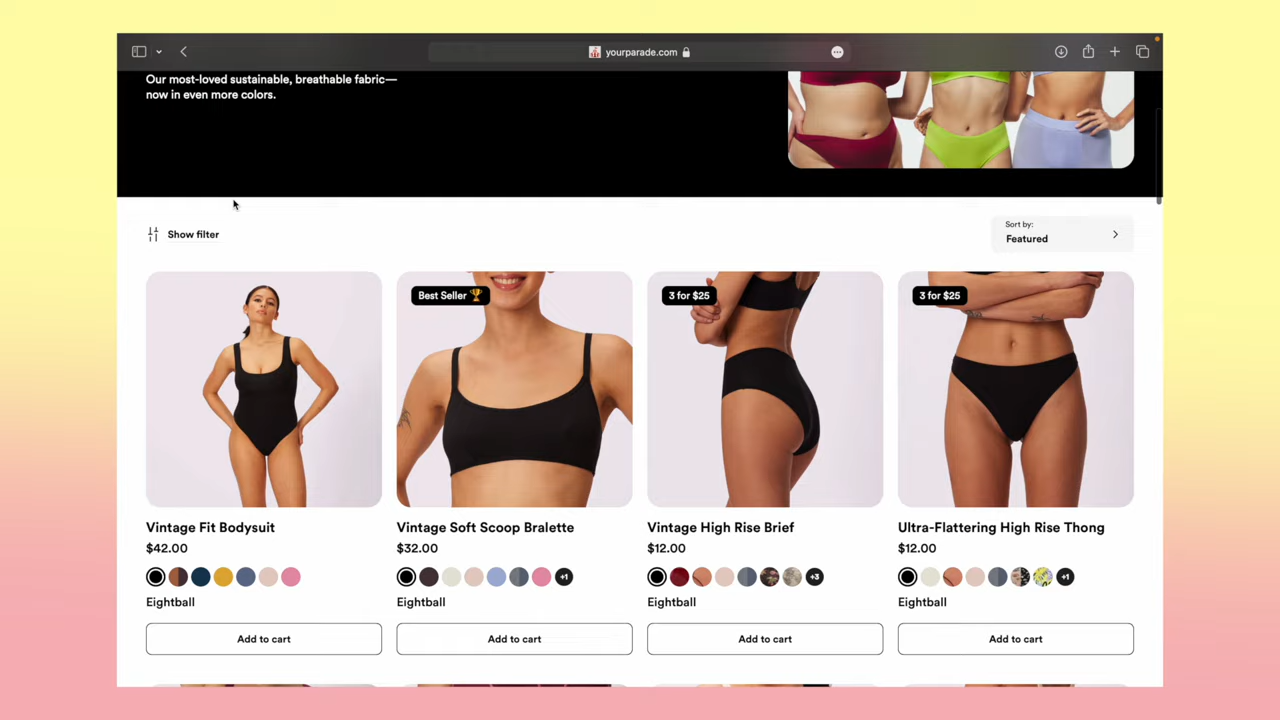 yourparade.com
Our most-loved sustainable, breathable fabric—
now in even more colors.
Show filter
Sort by:
Featured
Best Seller 🏆
3 for $25
3 for $25
Vintage Fit Bodysuit
Vintage Soft Scoop Bralette
Vintage High Rise Brief
Ultra-Flattering High Rise Thong
$42.00
$32.00
$12.00
$12.00
+1
+3
+1
Eightball
Eightball
Eightball
Eightball
Add to cart
Add to cart
Add to cart
Add to cart